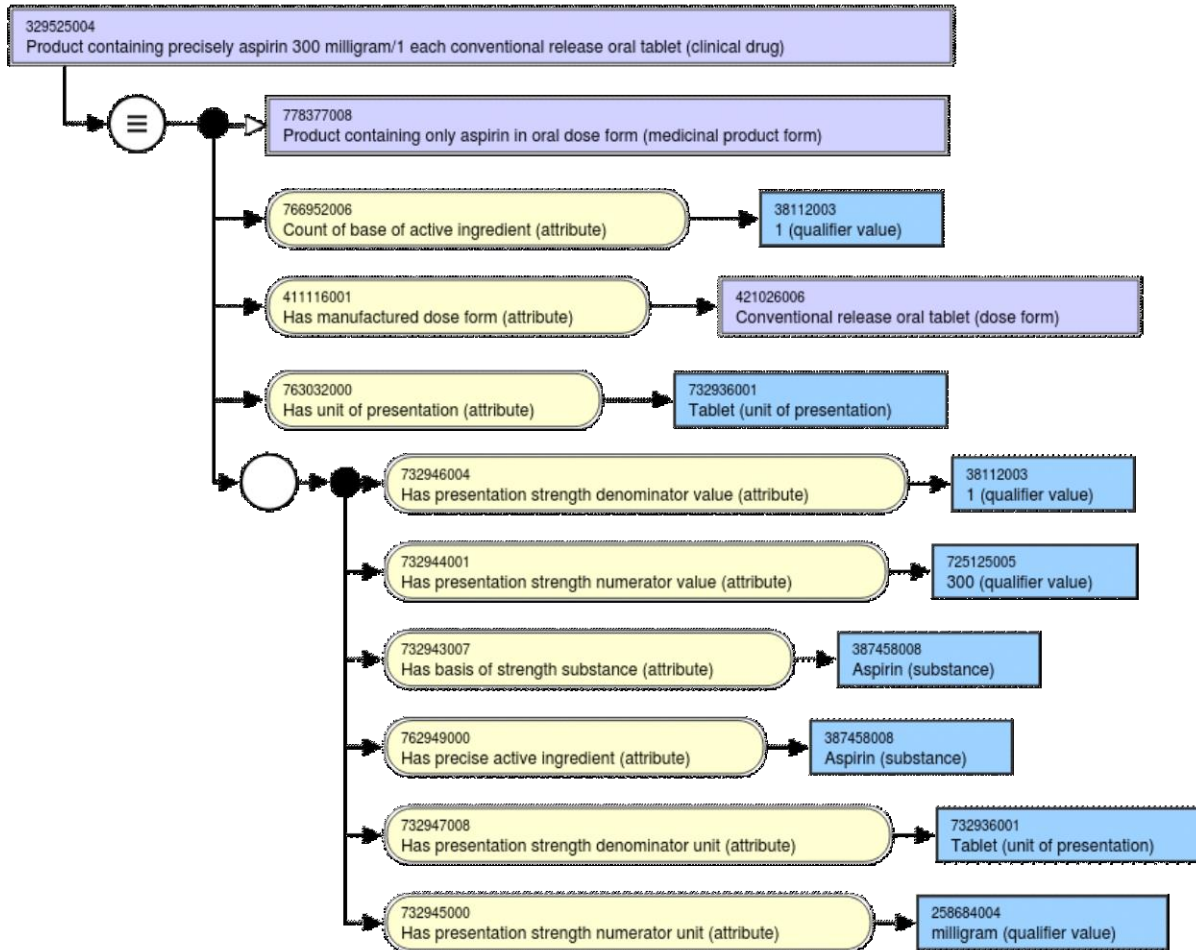 329525004
Product containing precisely aspirin 300 milligram/1 each conventional release oral tablet (clinical drug)
778377008
Product containing only aspirin in oral dose form (medicinal product form)
766952006
Count of base of active ingredient (attribute)
38112003
1 (qualifier value)
411116001
Has manufactured dose form (attribute)
421026006
Conventional release oral tablet (dose form)
763032000
Has unit of presentation (attribute)
732936001
Tablet (unit of presentation)
732946004
Has presentation strength denominator value (attribute)
38112003
1 (qualifier value)
732944001
Has presentation strength numerator value (attribute)
725125005
300 (qualifier value)
732943007
Has basis of strength substance (attribute)
387458008
Aspirin (substance)
762949000
Has precise active ingredient (attribute)
387458008
Aspirin (substance)
732947008
Has presentation strength denominator unit (attribute)
732936001
Tablet (unit of presentation)
732945000
Has presentation strength numerator unit (attribute)
258684004
milligram (qualifier value)